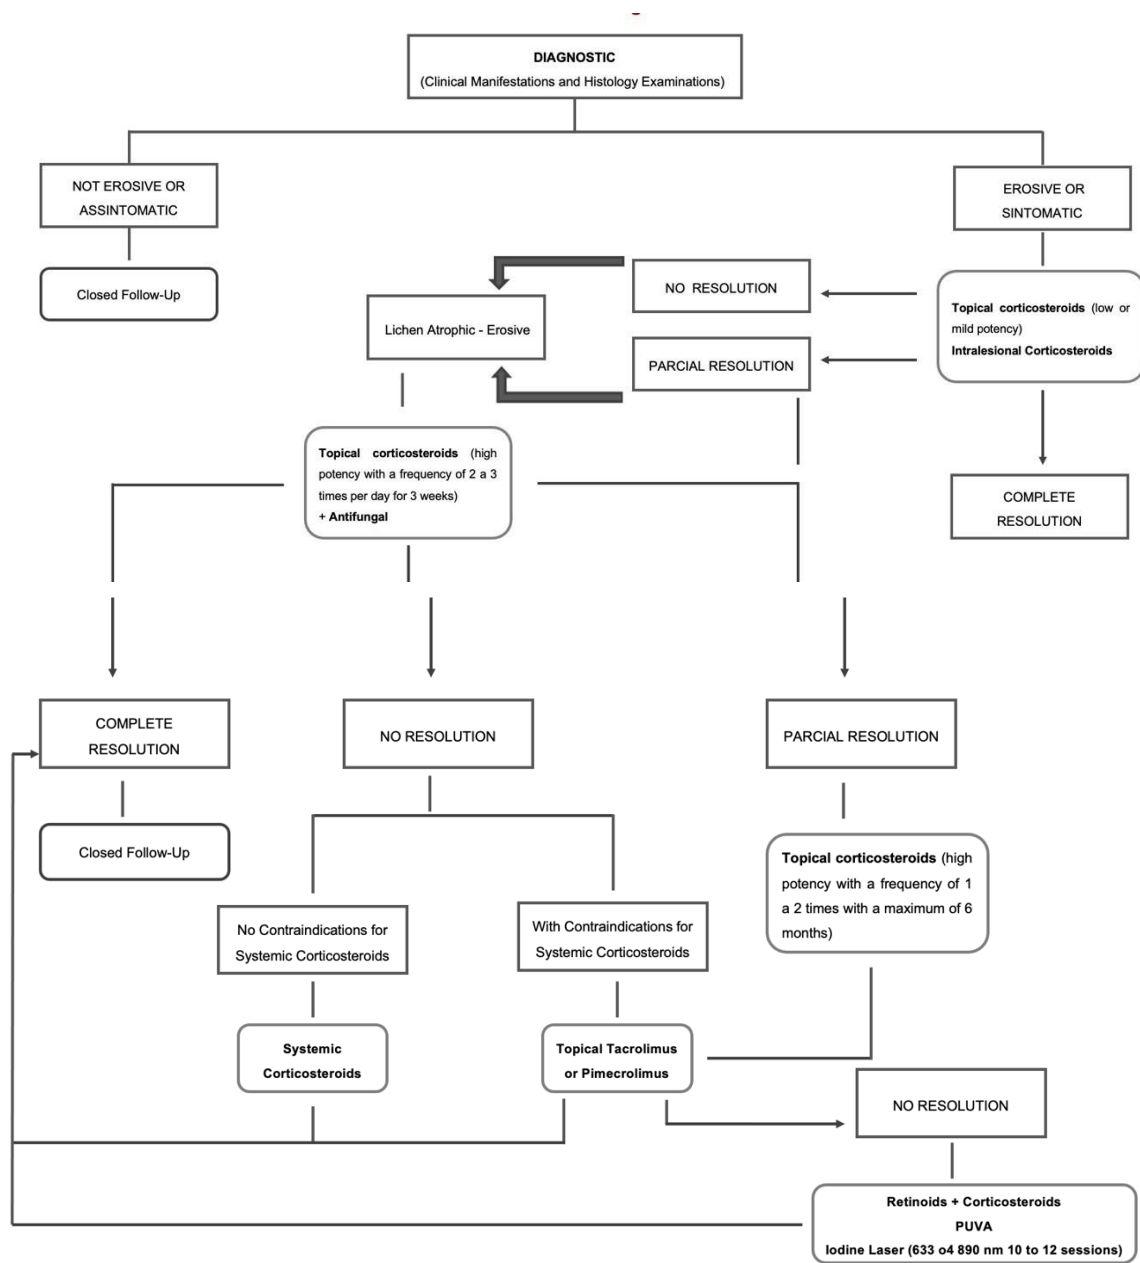 DIAGNOSTIC
(Clinical Manifestations and Histology Examinations)
NOT EROSIVE OR
ASSINTOMATIC
EROSIVE OR
SINTOMATIC
Closed Follow-Up
NO RESOLUTION
Lichen Atrophic - Erosive
PARCIAL RESOLUTION
Topical corticosteroids (low or
mild potency)
Intralesional Corticosteroids
Topical corticosteroids (high
potency with a frequency of 2 a 3
times per day for 3 weeks)
+ Antifungal
COMPLETE
RESOLUTION
COMPLETE
RESOLUTION
NO RESOLUTION
PARCIAL RESOLUTION
Closed Follow-Up
Topical corticosteroids (high
potency with a frequency of 1
a 2 times with a maximum of 6
months)
No Contraindications for
Systemic Corticosteroids
With Contraindications for
Systemic Corticosteroids
Systemic
Corticosteroids
Topical Tacrolimus
or Pimecrolimus
NO RESOLUTION
Retinoids + Corticosteroids
PUVA
Iodine Laser (633 o4 890 nm 10 to 12 sessions)